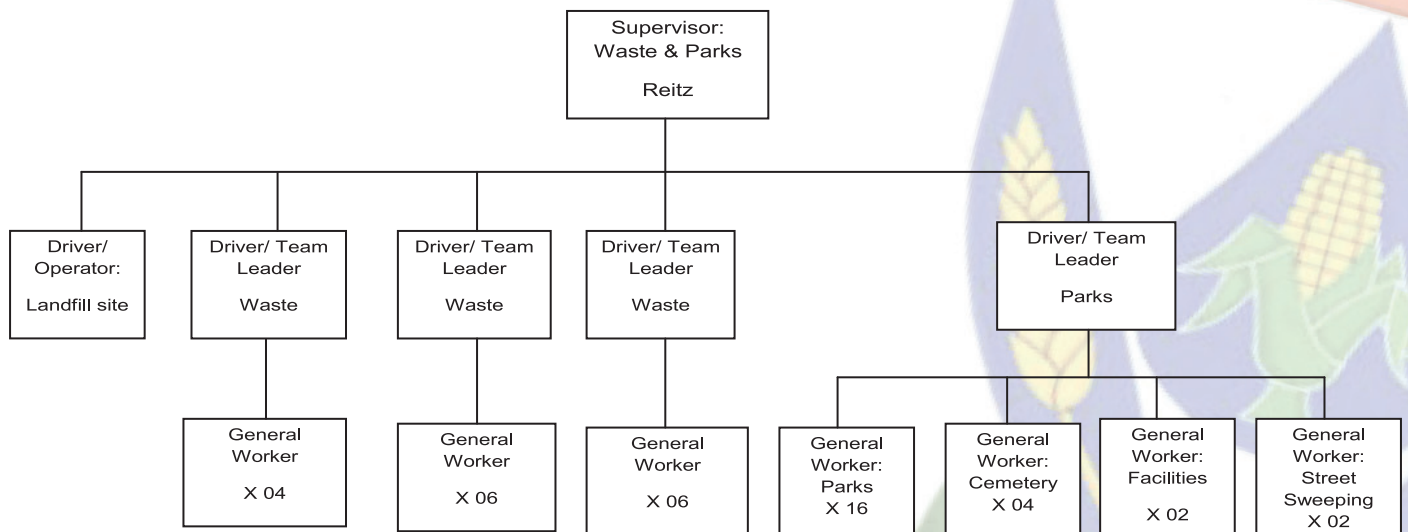 Supervisor:
Waste & Parks
Reitz
Driver/
Operator:
Landfill site
Driver/ Team
Leader
Waste
Driver/ Team
Leader
Waste
Driver/ Team
Leader
Waste
Driver/ Team
Leader
Parks
General
Worker
X 04
General
Worker
X 06
General
Worker
X 06
General
Worker:
Parks
X 16
General
Worker:
Cemetery
X 04
General
Worker:
Facilities
X 02
General
Worker:
Street
Sweeping
X 02